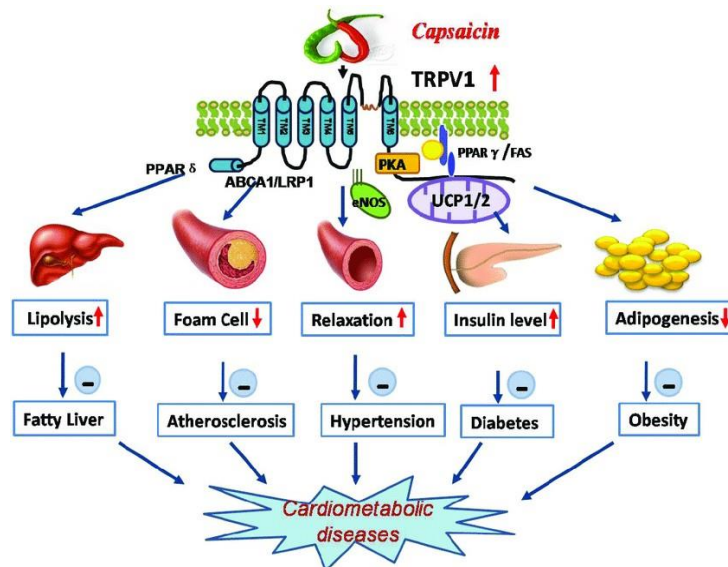 Capsaicin
TRPV1
TM1
TM2
TM3
TM4
TM5
TM6
PPAR δ
ABCA1/LRP1
eNOS
PKA
PPAR γ/FAS
UCP1/2
Lipolysis
Foam Cell
Relaxation
Insulin level
Adipogenesis
Fatty Liver
Atherosclerosis
Hypertension
Diabetes
Obesity
Cardiometabolic
diseases